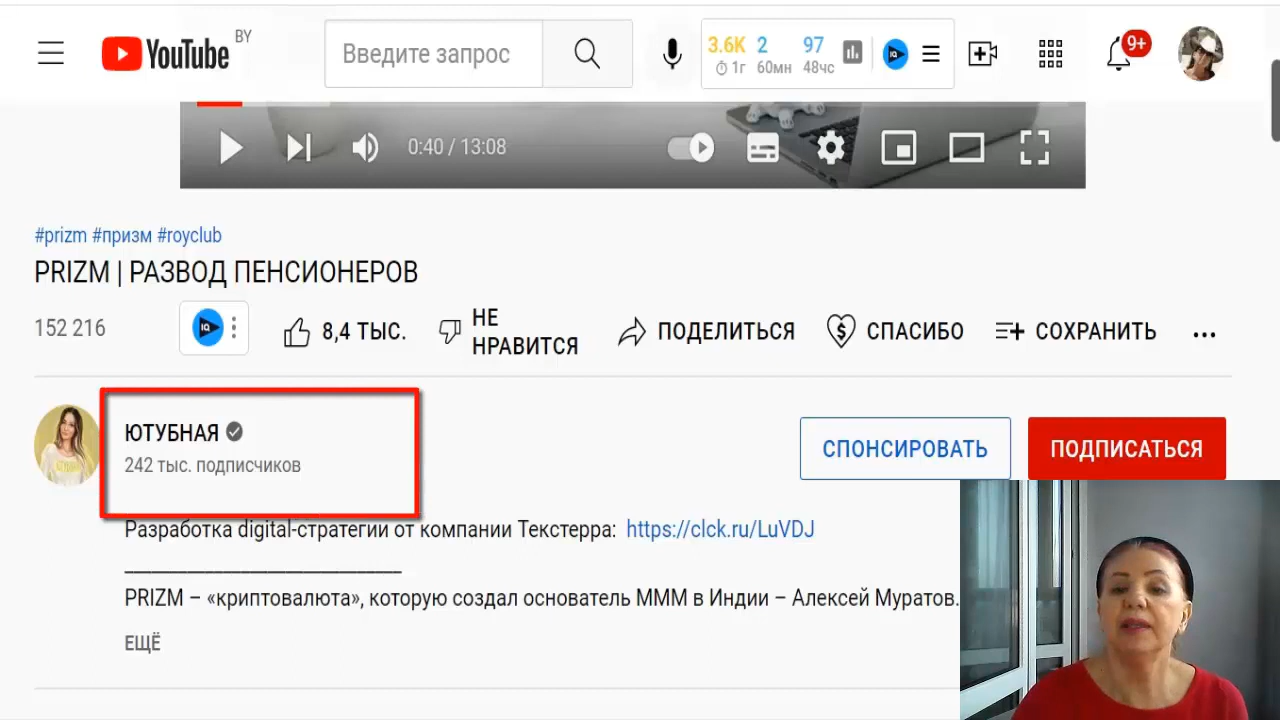 YouTube BY
Введите запрос
3.6K 2 97
1г 60мн 48чс
9+
0:40 / 13:08
#prizm #призм #royclub
PRIZM | РАЗВОД ПЕНСИОНЕРОВ
152 216
IQ
8,4 ТЫС.
НЕ НРАВИТСЯ
ПОДЕЛИТЬСЯ
СПАСИБО
СОХРАНИТЬ
ЮТУБНАЯ
242 тыс. подписчиков
СПОНСИРОВАТЬ
ПОДПИСАТЬСЯ
Разработка digital-стратегии от компании Текстерра: https://clck.ru/LuVDJ
PRIZM – «криптовалюта», которую создал основатель МММ в Индии – Алексей Муратов.
ЕЩЁ